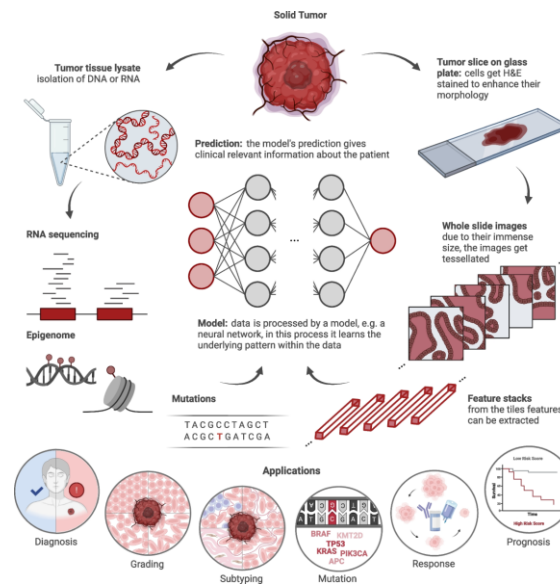 Solid Tumor
Tumor tissue lysate
isolation of DNA or RNA
Tumor slice on glass
plate: cells get H&E
stained to enhance their
morphology
Prediction: the model's prediction gives
clinical relevant information about the patient
RNA sequencing
...
Whole slide images
due to their immense
size, the images get
tessellated
Epigenome
Model: data is processed by a model, e.g. a
neural network, in this process it learns the
underlying pattern within the data
Mutations
TACGCCTAGCT
ACGCTGATCGA
Feature stacks
from the tiles features
can be extracted
Applications
Diagnosis
Grading
Subtyping
BRAF KMT2D
TP53
KRAS PIK3CA
APC
Mutation
Response
Low Risk Score
Survival
Time
High Risk Score
Prognosis